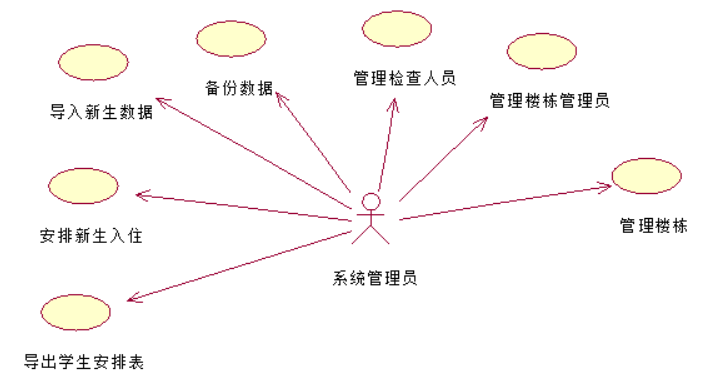 备份数据
管理检查人员
管理楼栋管理员
导入新生数据
管理楼栋
安排新生入住
系统管理员
导出学生安排表